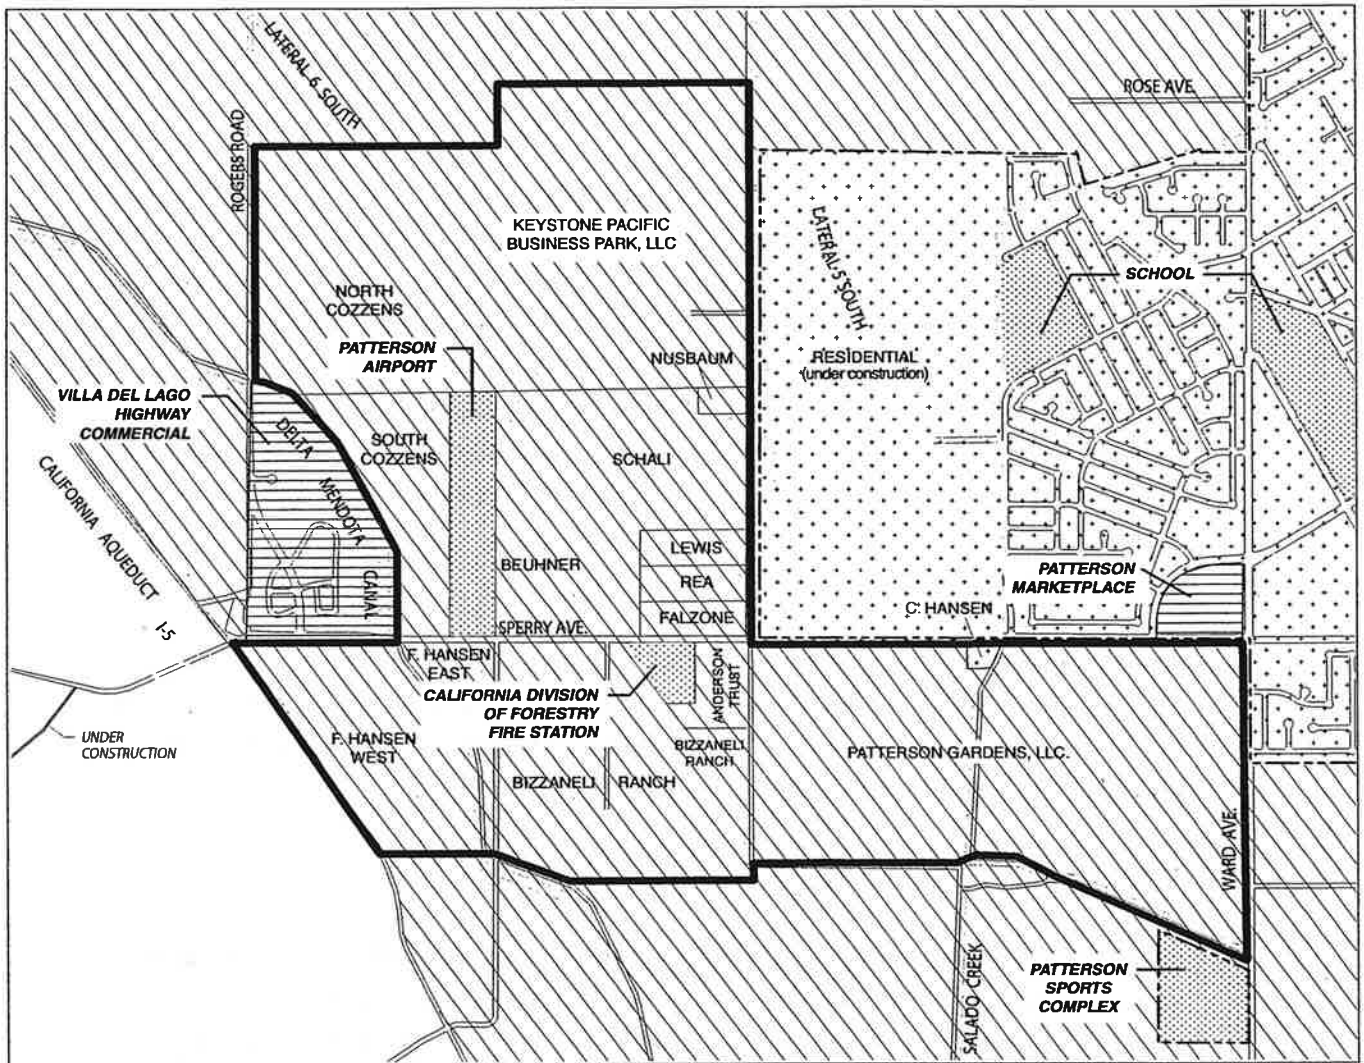 LATERAL 6 SOUTH
ROSE AVE.
ROGERS ROAD
KEYSTONE PACIFIC
BUSINESS PARK, LLC
LATERAL 5 SOUTH
SCHOOL
NORTH
COZZENS
PATTERSON
AIRPORT
NUSBAUM
RESIDENTIAL
(under construction)
VILLA DEL LAGO
HIGHWAY
COMMERCIAL
DELTA
MENDOTA
CANAL
SOUTH
COZZENS
SCHALI
CALIFORNIA AQUEDUCT
I-5
BEUHNER
LEWIS
REA
FALZONE
PATTERSON
MARKETPLACE
C. HANSEN
SPERRY AVE.
F. HANSEN
EAST
CALIFORNIA DIVISION
OF FORESTRY
FIRE STATION
ANDERSON
TRUST
UNDER
CONSTRUCTION
F. HANSEN
WEST
BIZZANELI
RANCH
BIZZANELI RANCH
PATTERSON GARDENS, LLC.
WARD AVE.
SALADO CREEK
PATTERSON
SPORTS
COMPLEX